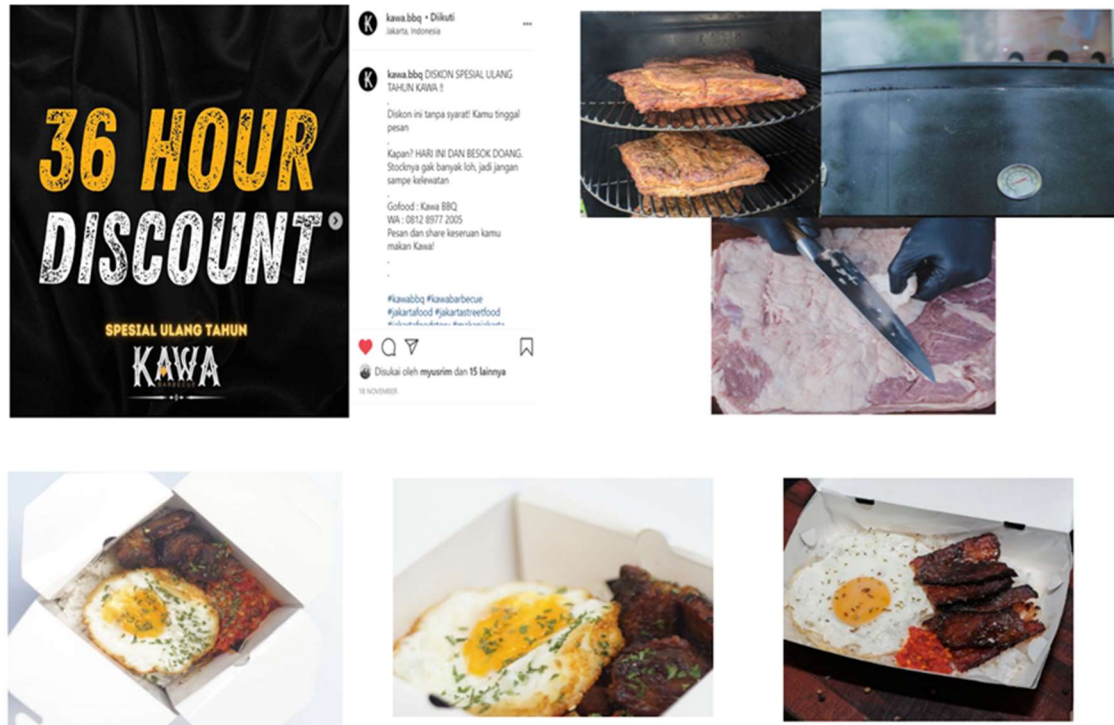 36 HOUR
DISCOUNT
SPESIAL ULANG TAHUN
KAWA
BARBECUE
kawa.bbq • Diikuti
Jakarta, Indonesia
kawa.bbq DISKON SPESIAL ULANG
TAHUN KAWA !!
.
Diskon ini tanpa syarat! Kamu tinggal
pesan
.
Kapan? HARI INI DAN BESOK DOANG.
Stocknya gak banyak loh, jadi jangan
sampe kelewatan
.
Gofood : Kawa BBQ
WA : 0812 8977 2005
Pesan dan share keseruan kamu
makan Kawa!
.
.
#kawabbq #kawabarbecue
#jakartafood #jakartastreetfood
#jakartafoodstory #makanjakarta
Disukai oleh myusrim dan 15 lainnya
18 NOVEMBER